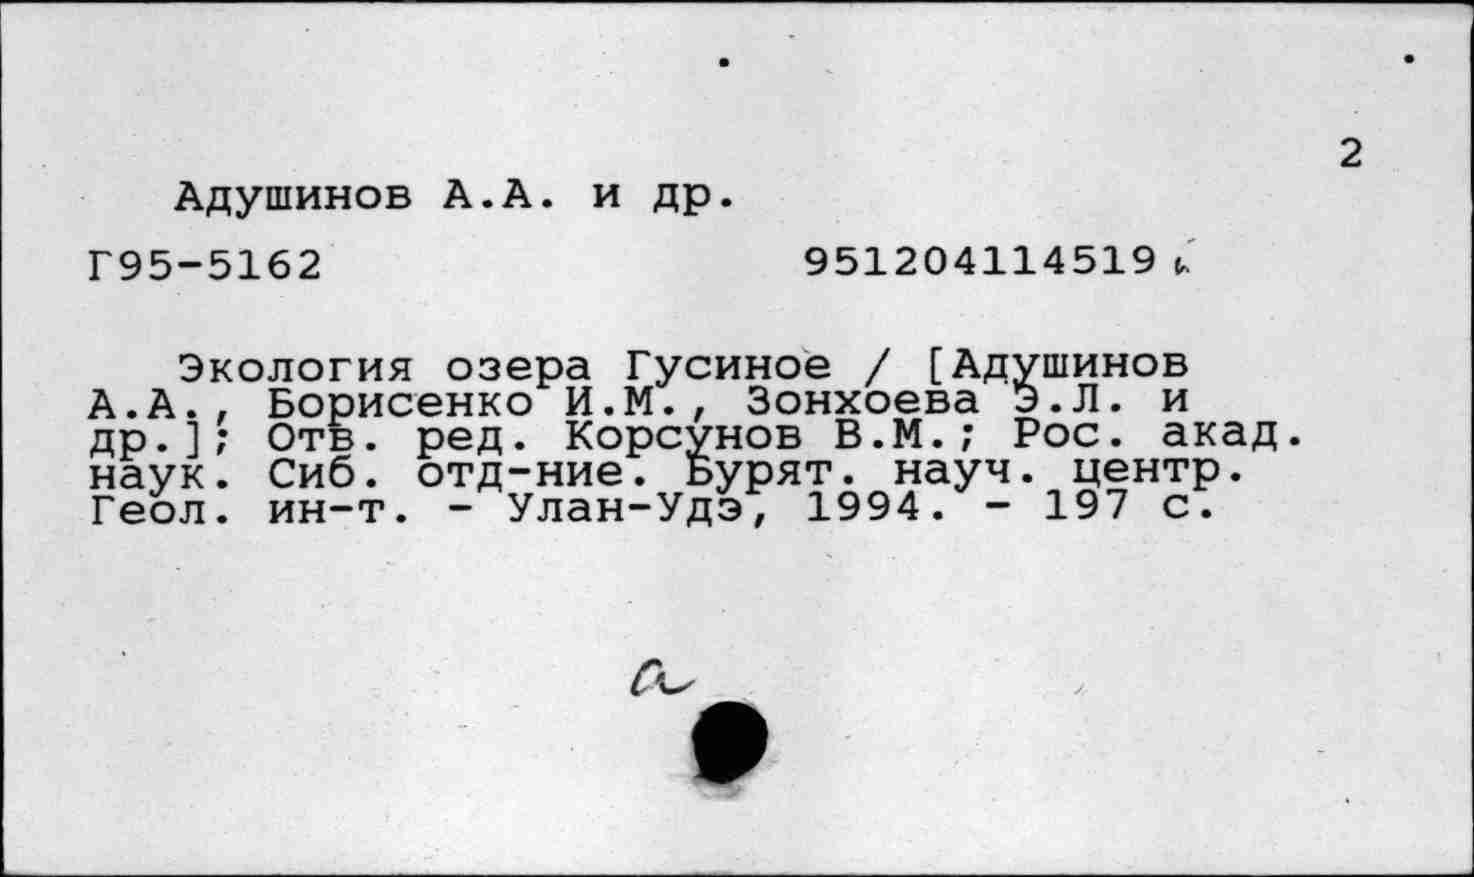 2
Адушинов А.А. и др.
Г95-5162 951204114519
Экология озера Гусиное / [Адушинов
А.А., Борисенко И.М., Зонхоева Э.Л. и
др.]; Отв. ред. Корсунов В.М.; Рос. акад.
наук. Сиб. отд-ние. Бурят. науч. центр.
Геол. ин-т. - Улан-Удэ, 1994. - 197 с.